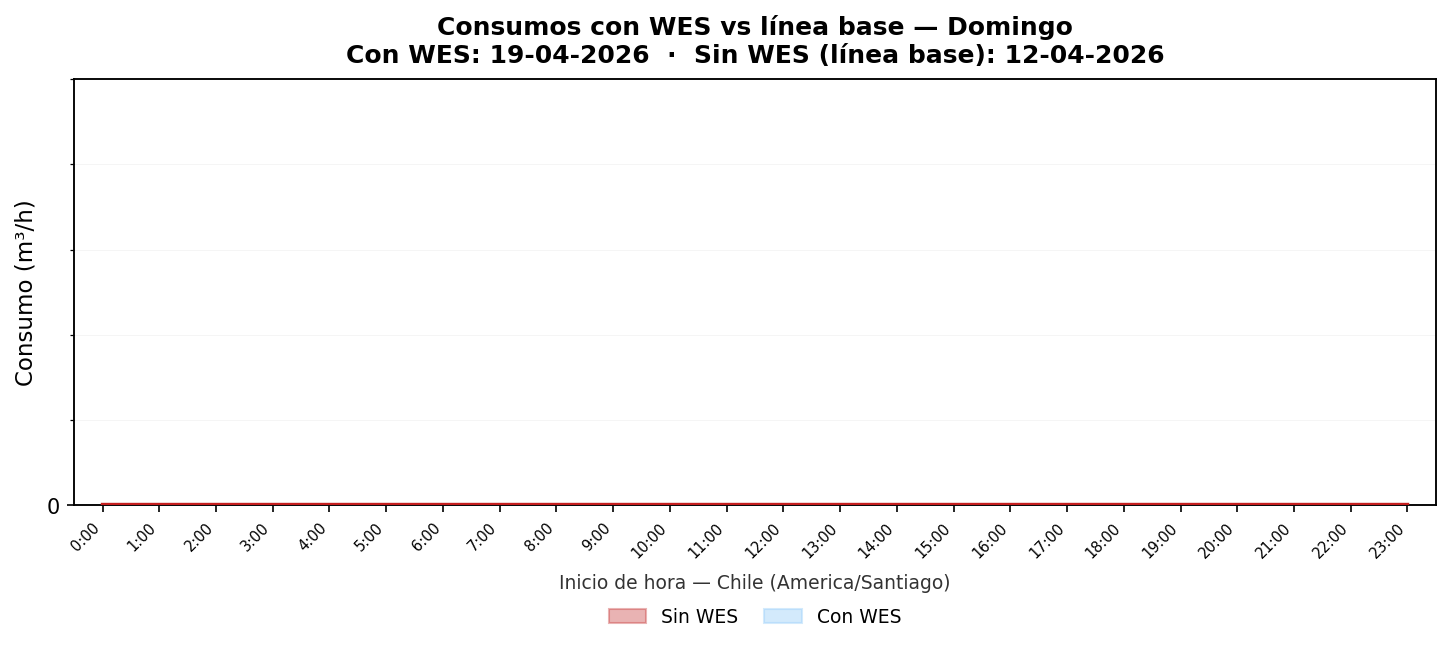 Consumos con WES vs línea base — Domingo
Con WES: 19-04-2026 · Sin WES (línea base): 12-04-2026
Consumo (m³/h)
0
0:00 1:00 2:00 3:00 4:00 5:00 6:00 7:00 8:00 9:00 10:00 11:00 12:00 13:00 14:00 15:00 16:00 17:00 18:00 19:00 20:00 21:00 22:00 23:00
Inicio de hora — Chile (America/Santiago)
Sin WES Con WES